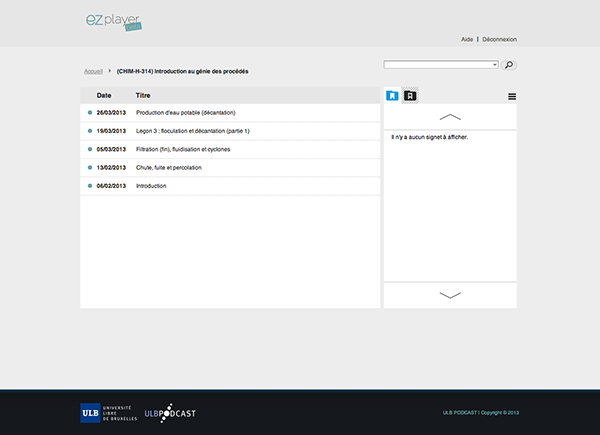 ez player
Aide | Déconnexion
Accueil › (CHIM-H-314) Introduction au génie des procédés
Date Titre
26/03/2013 Production d'eau potable (décantation)
19/03/2013 Leçon 3 : floculation et décantation (partie 1)
05/03/2013 Filtration (fin), fluidisation et cyclones
13/02/2013 Chute, fuite et percolation
06/02/2013 Introduction
Il n'y a aucun signet à afficher.
ULB UNIVERSITÉ
LIBRE
DE BRUXELLES
ULB PODCAST
ULB PODCAST | Copyright © 2013